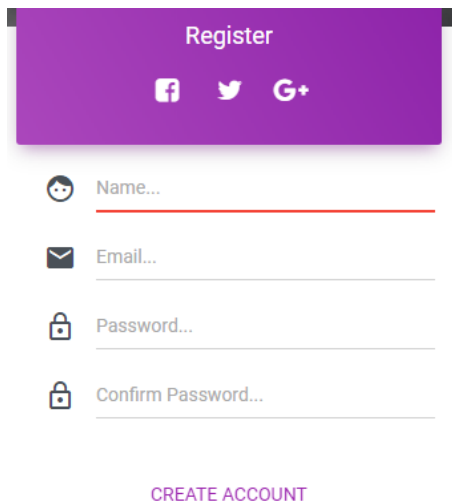 Register
G+
Name...
Email...
Password...
Confirm Password...
CREATE ACCOUNT